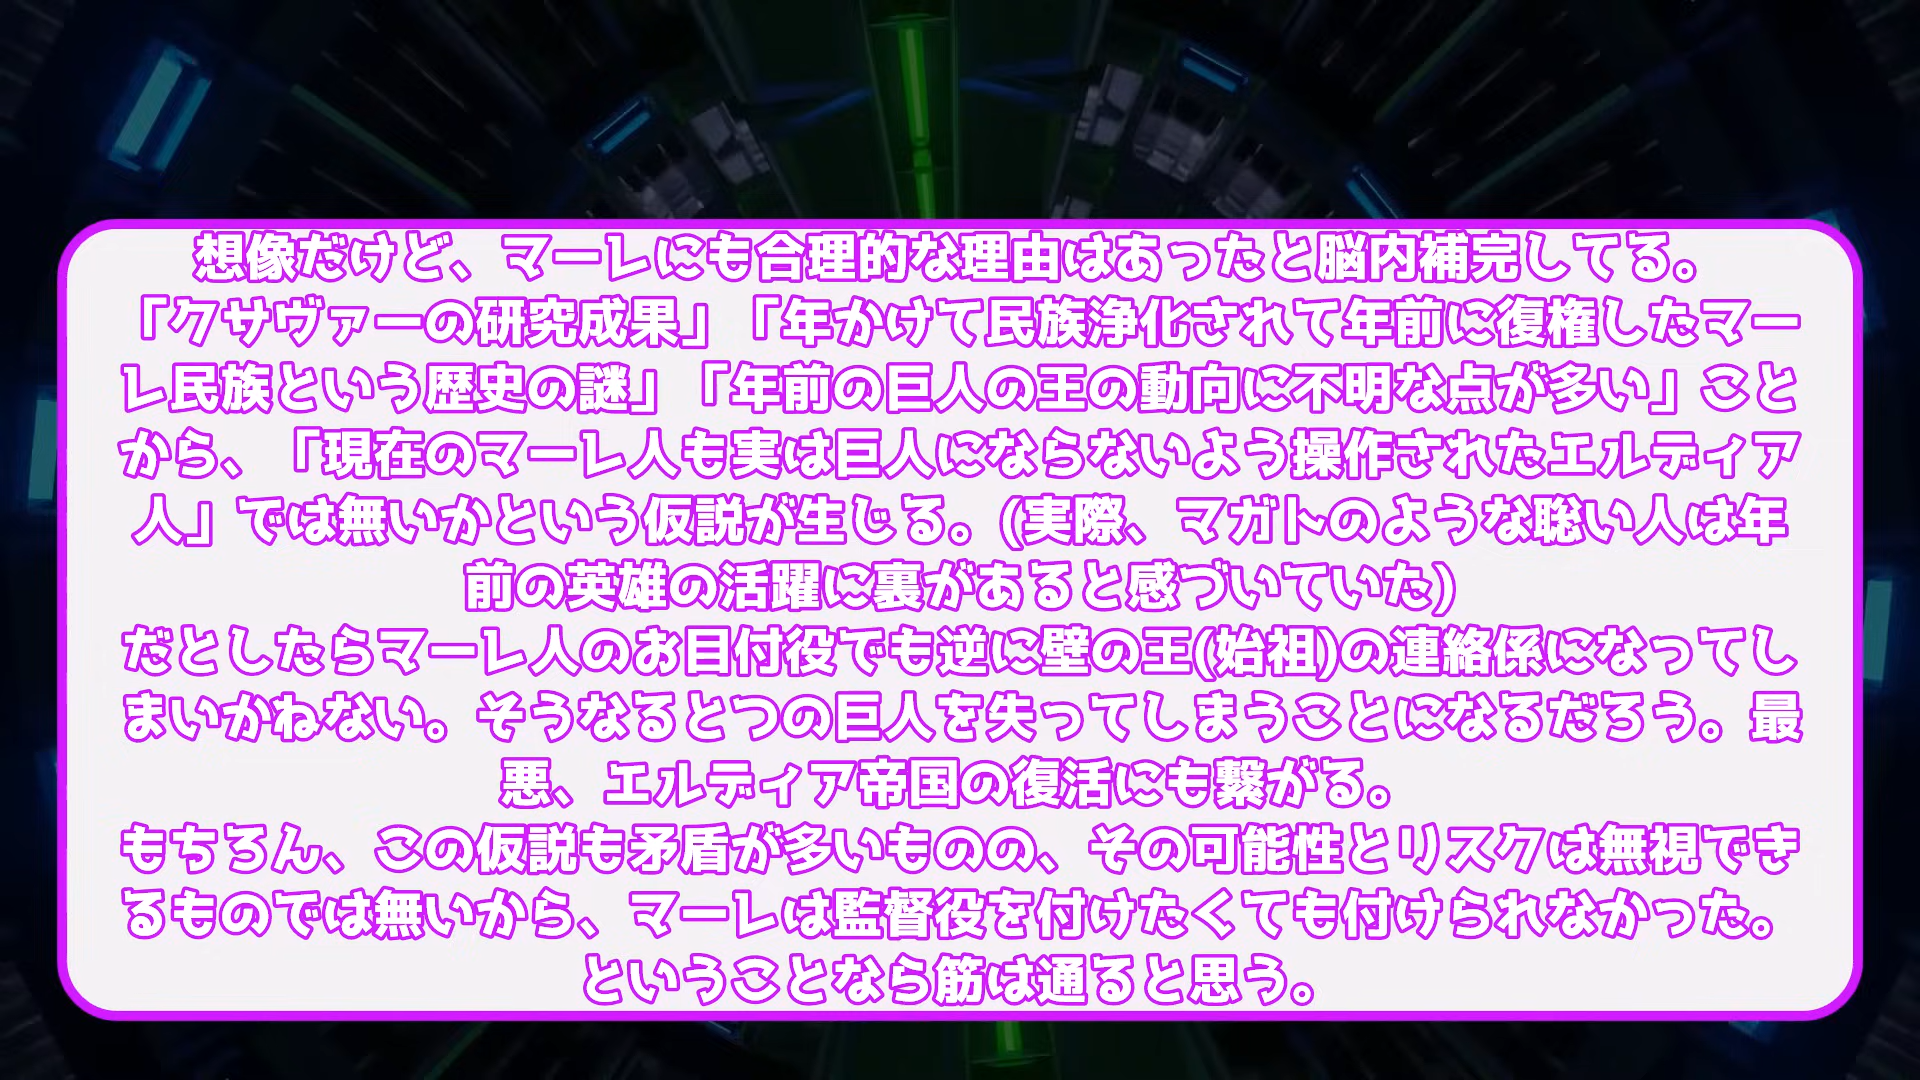 想像だけど、マーレにも合理的な理由はあったと脳内補完してる。
「クサヴァーの研究成果」「年かけて民族浄化されて年前に復権したマー
レ民族という歴史の謎」「年前の巨人の王の動向に不明な点が多い」こと
から、「現在のマーレ人も実は巨人にならないよう操作されたエルディア
人」では無いかという仮説が生じる。(実際、マガトのような聡い人は年
前の英雄の活躍に裏があると感づいていた)
だとしたらマーレ人のお目付役でも逆に壁の王(始祖)の連絡係になってし
まいかねない。そうなるとつの巨人を失ってしまうことになるだろう。最
悪、エルディア帝国の復活にも繋がる。
もちろん、この仮説も矛盾が多いものの、その可能性とリスクは無視でき
るものでは無いから、マーレは監督役を付けたくても付けられなかった。
ということなら筋は通ると思う。